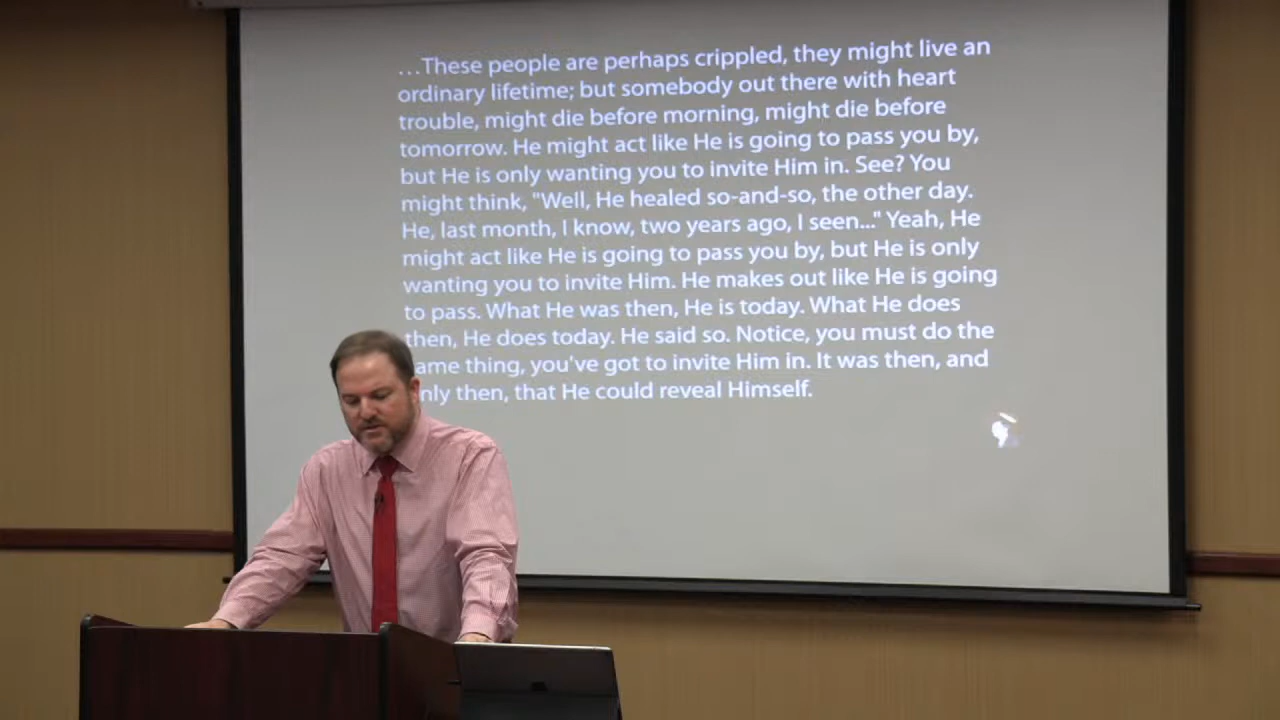 …These people are perhaps crippled, they might live an
ordinary lifetime; but somebody out there with heart
trouble, might die before morning, might die before
tomorrow. He might act like He is going to pass you by,
but He is only wanting you to invite Him in. See? You
might think, "Well, He healed so-and-so, the other day.
He, last month, I know, two years ago, I seen..." Yeah, He
might act like He is going to pass you by, but He is only
wanting you to invite Him. He makes out like He is going
to pass. What He was then, He is today. What He does
then, He does today. He said so. Notice, you must do the
ame thing, you've got to invite Him in. It was then, and
nly then, that He could reveal Himself.